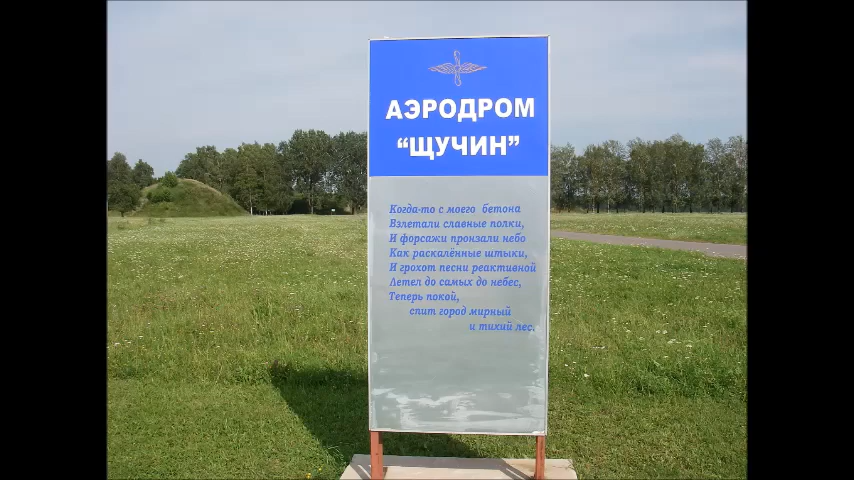 АЭРОДРОМ
“ЩУЧИН”
Когда-то с моего бетона
Взлетали славные полки,
И форсажи пронзали небо
Как раскалённые штыки,
И грохот песни реактивной
Летел до самых до небес,
Теперь покой,
спит город мирный
и тихий лес.